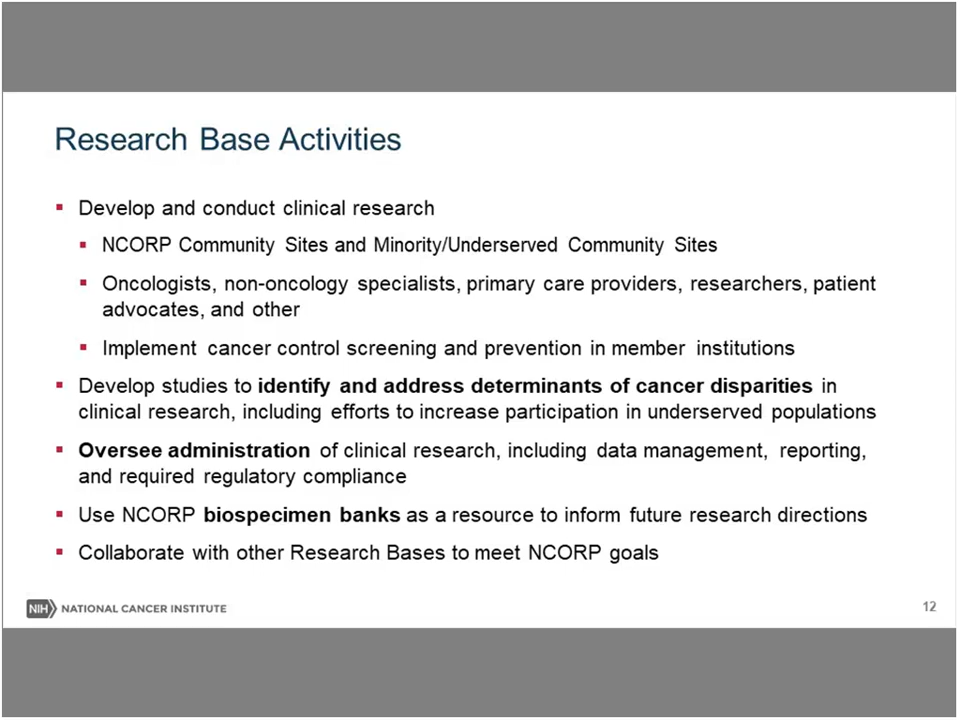 Research Base Activities
▪ Develop and conduct clinical research
▪ NCORP Community Sites and Minority/Underserved Community Sites
▪ Oncologists, non-oncology specialists, primary care providers, researchers, patient
advocates, and other
▪ Implement cancer control screening and prevention in member institutions
▪ Develop studies to identify and address determinants of cancer disparities in
clinical research, including efforts to increase participation in underserved populations
▪ Oversee administration of clinical research, including data management, reporting,
and required regulatory compliance
▪ Use NCORP biospecimen banks as a resource to inform future research directions
▪ Collaborate with other Research Bases to meet NCORP goals
NIH NATIONAL CANCER INSTITUTE
12